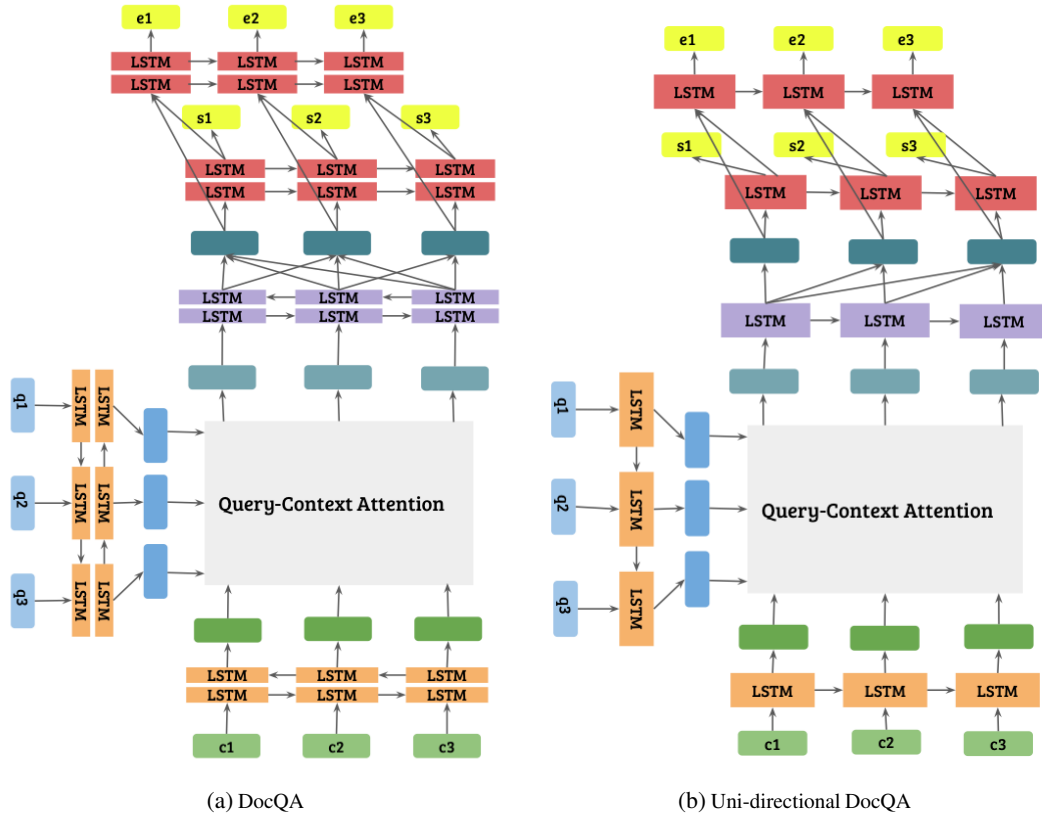 e1 e2 e3
LSTM LSTM LSTM
LSTM LSTM LSTM
s1 s2 s3
LSTM LSTM LSTM
LSTM LSTM LSTM
LSTM LSTM LSTM
LSTM LSTM LSTM
q1 LSTM LSTM
q2 LSTM LSTM
q3 LSTM LSTM
Query-Context Attention
LSTM LSTM LSTM
LSTM LSTM LSTM
c1 c2 c3
(a) DocQA
e1 e2 e3
LSTM LSTM LSTM
s1 s2 s3
LSTM LSTM LSTM
LSTM LSTM LSTM
q1 LSTM
q2 LSTM
q3 LSTM
Query-Context Attention
LSTM LSTM LSTM
c1 c2 c3
(b) Uni-directional DocQA